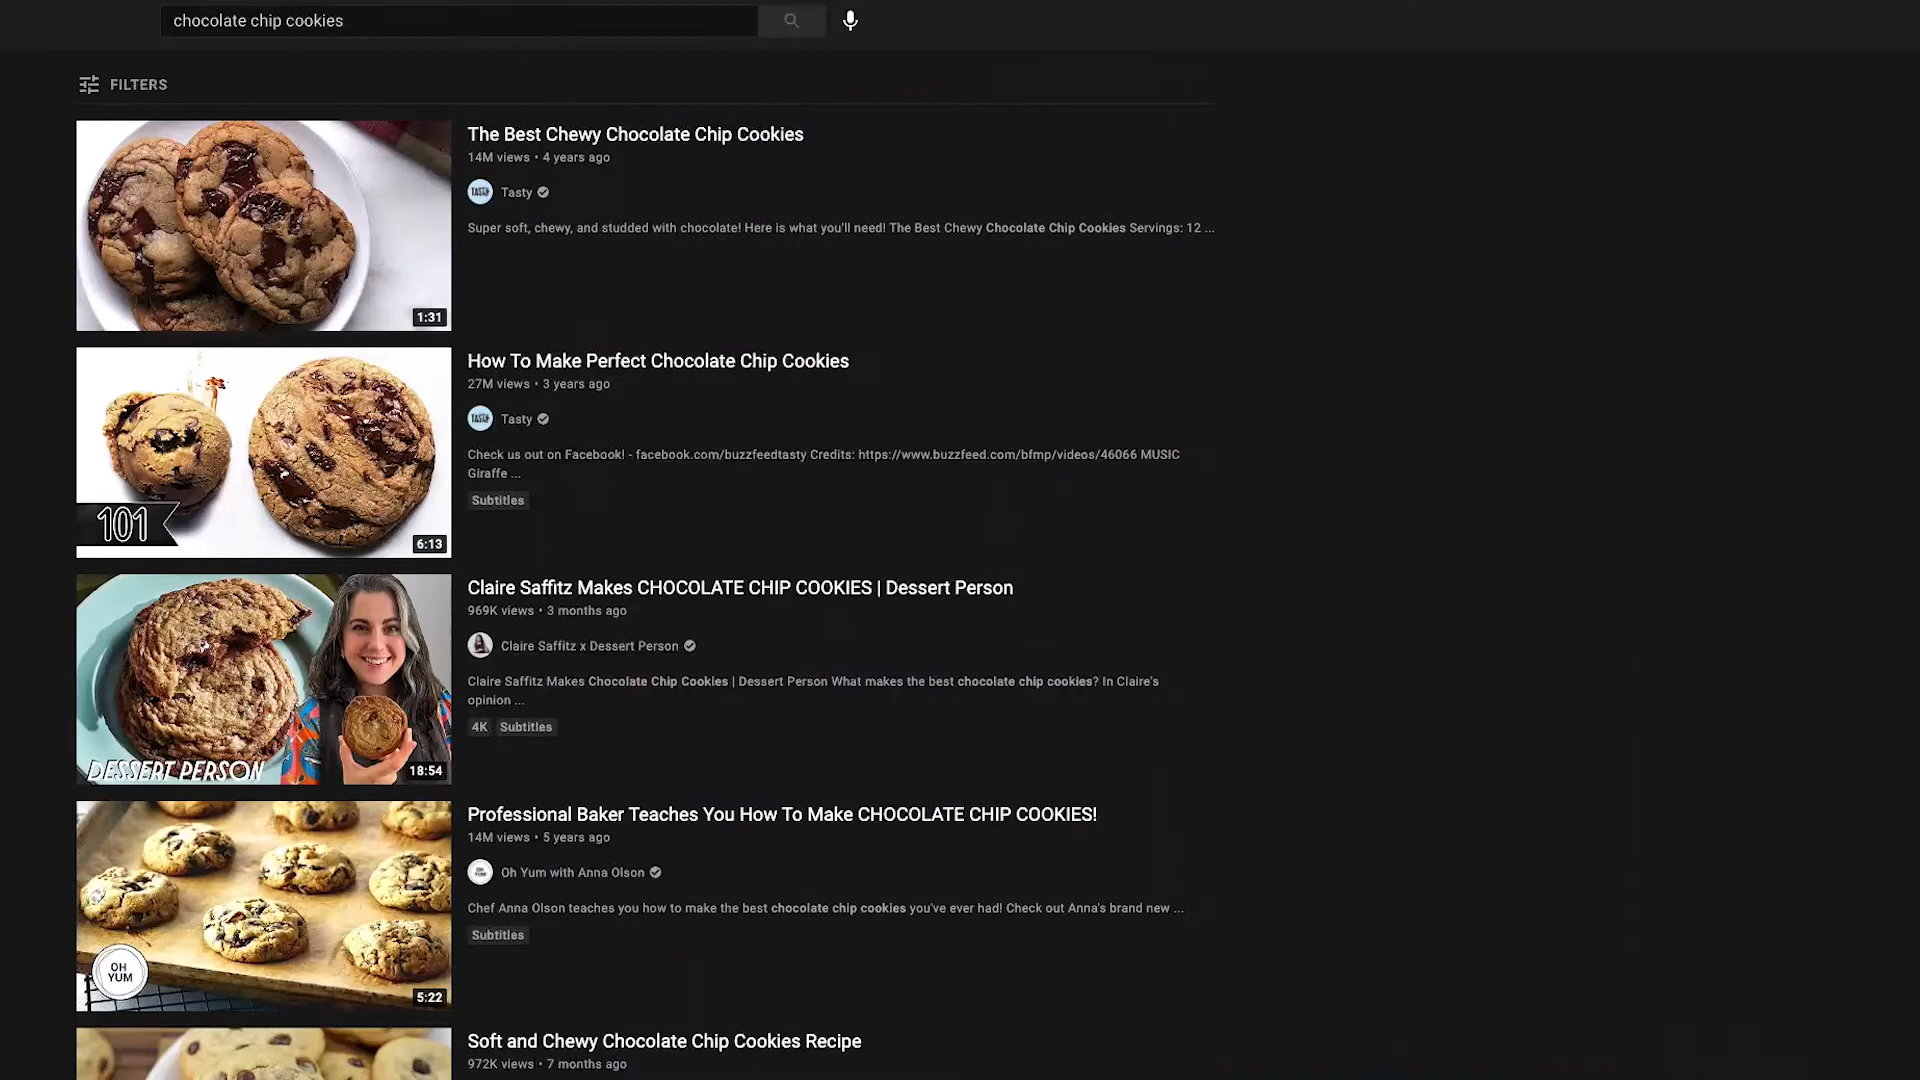 chocolate chip cookies
FILTERS
The Best Chewy Chocolate Chip Cookies
14M views • 4 years ago
TASTY
Tasty
Super soft, chewy, and studded with chocolate! Here is what you'll need! The Best Chewy Chocolate Chip Cookies Servings: 12 ...
1:31
How To Make Perfect Chocolate Chip Cookies
27M views • 3 years ago
TASTY
Tasty
Check us out on Facebook! - facebook.com/buzzfeedtasty Credits: https://www.buzzfeed.com/bfmp/videos/46066 MUSIC
Giraffe ...
Subtitles
101
6:13
Claire Saffitz Makes CHOCOLATE CHIP COOKIES | Dessert Person
969K views • 3 months ago
Claire Saffitz x Dessert Person
Claire Saffitz Makes Chocolate Chip Cookies | Dessert Person What makes the best chocolate chip cookies? In Claire's
opinion ...
4K Subtitles
DESSERT PERSON
18:54
Professional Baker Teaches You How To Make CHOCOLATE CHIP COOKIES!
14M views • 5 years ago
Oh Yum with Anna Olson
Chef Anna Olson teaches you how to make the best chocolate chip cookies you've ever had! Check out Anna's brand new ...
Subtitles
OH
YUM
5:22
Soft and Chewy Chocolate Chip Cookies Recipe
972K views • 7 months ago